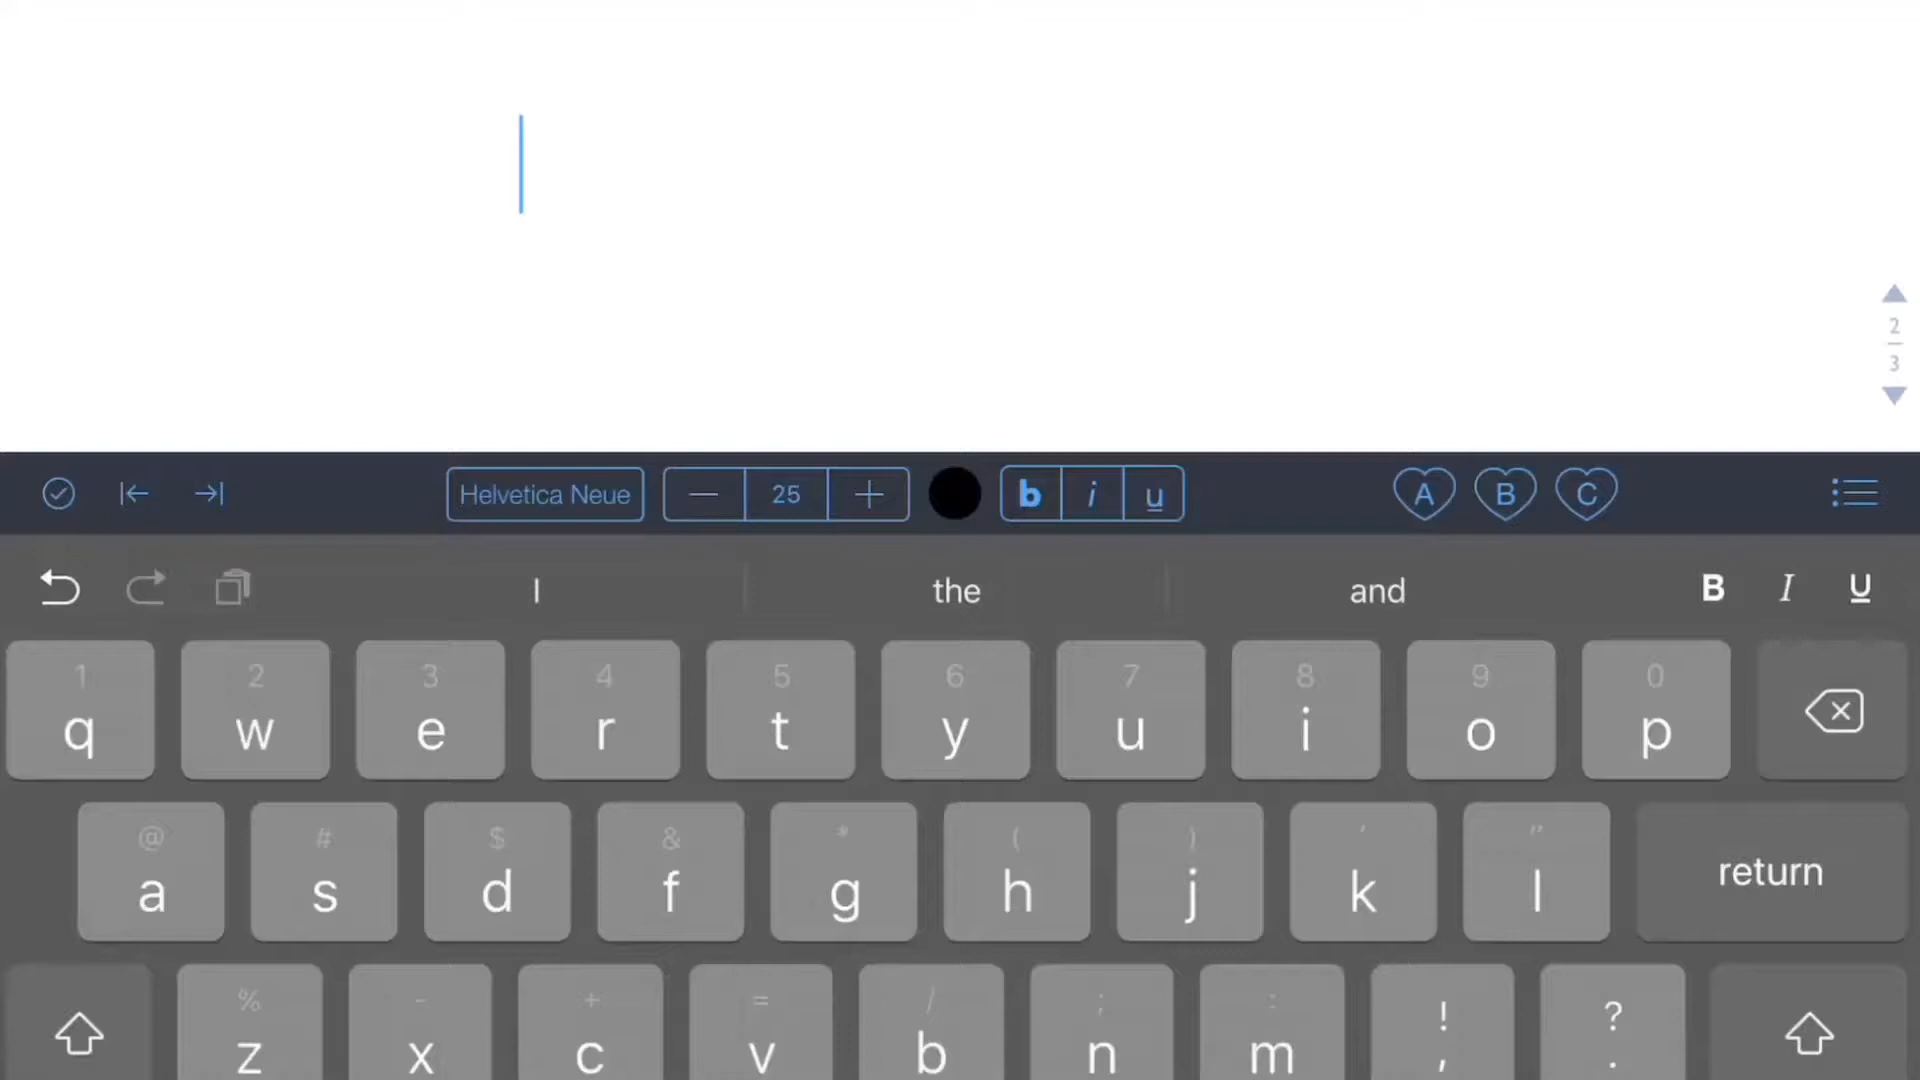 2
3
Helvetica Neue — 25 + b i u A B C
I the and B I U
1 2 3 4 5 6 7 8 9 0
q w e r t y u i o p
@ # $ & * ( ) ' "
a s d f g h j k l return
% - + = / ; : ! ?
z x c v b n m , .